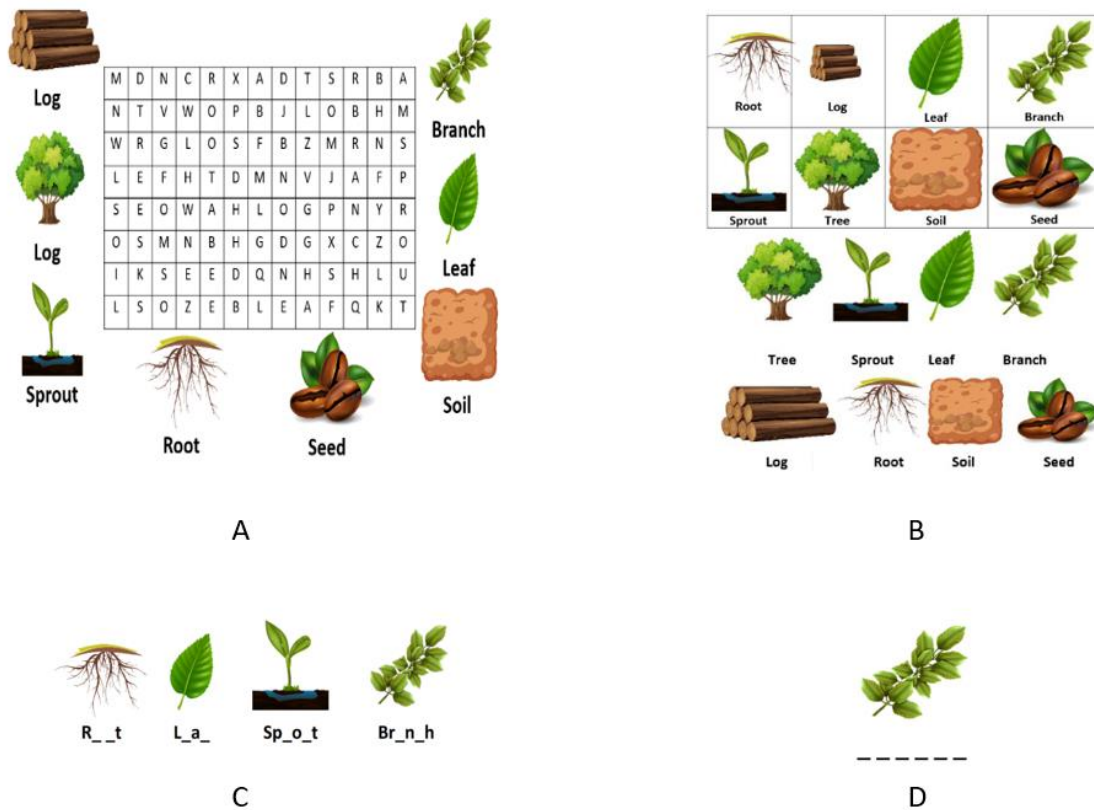 Log
M D N C R X A D T S R B A
N T V W O P B J L O B H M
W R G L O S F B Z M R N S
L E F H T D M N V J A F P
S E O W A H L O G P N Y R
O S M N B H G D G X C Z O
I K S E E D Q N H S H L U
L S O Z E B L E A F Q K T
Branch
Log
Leaf
Sprout
Root
Seed
Soil
A
Root Log Leaf Branch
Sprout Tree Soil Seed
Tree Sprout Leaf Branch
Log Root Soil Seed
B
R_ _t L_a_ Sp_o_t Br_n_h
C
_ _ _ _ _ _
D